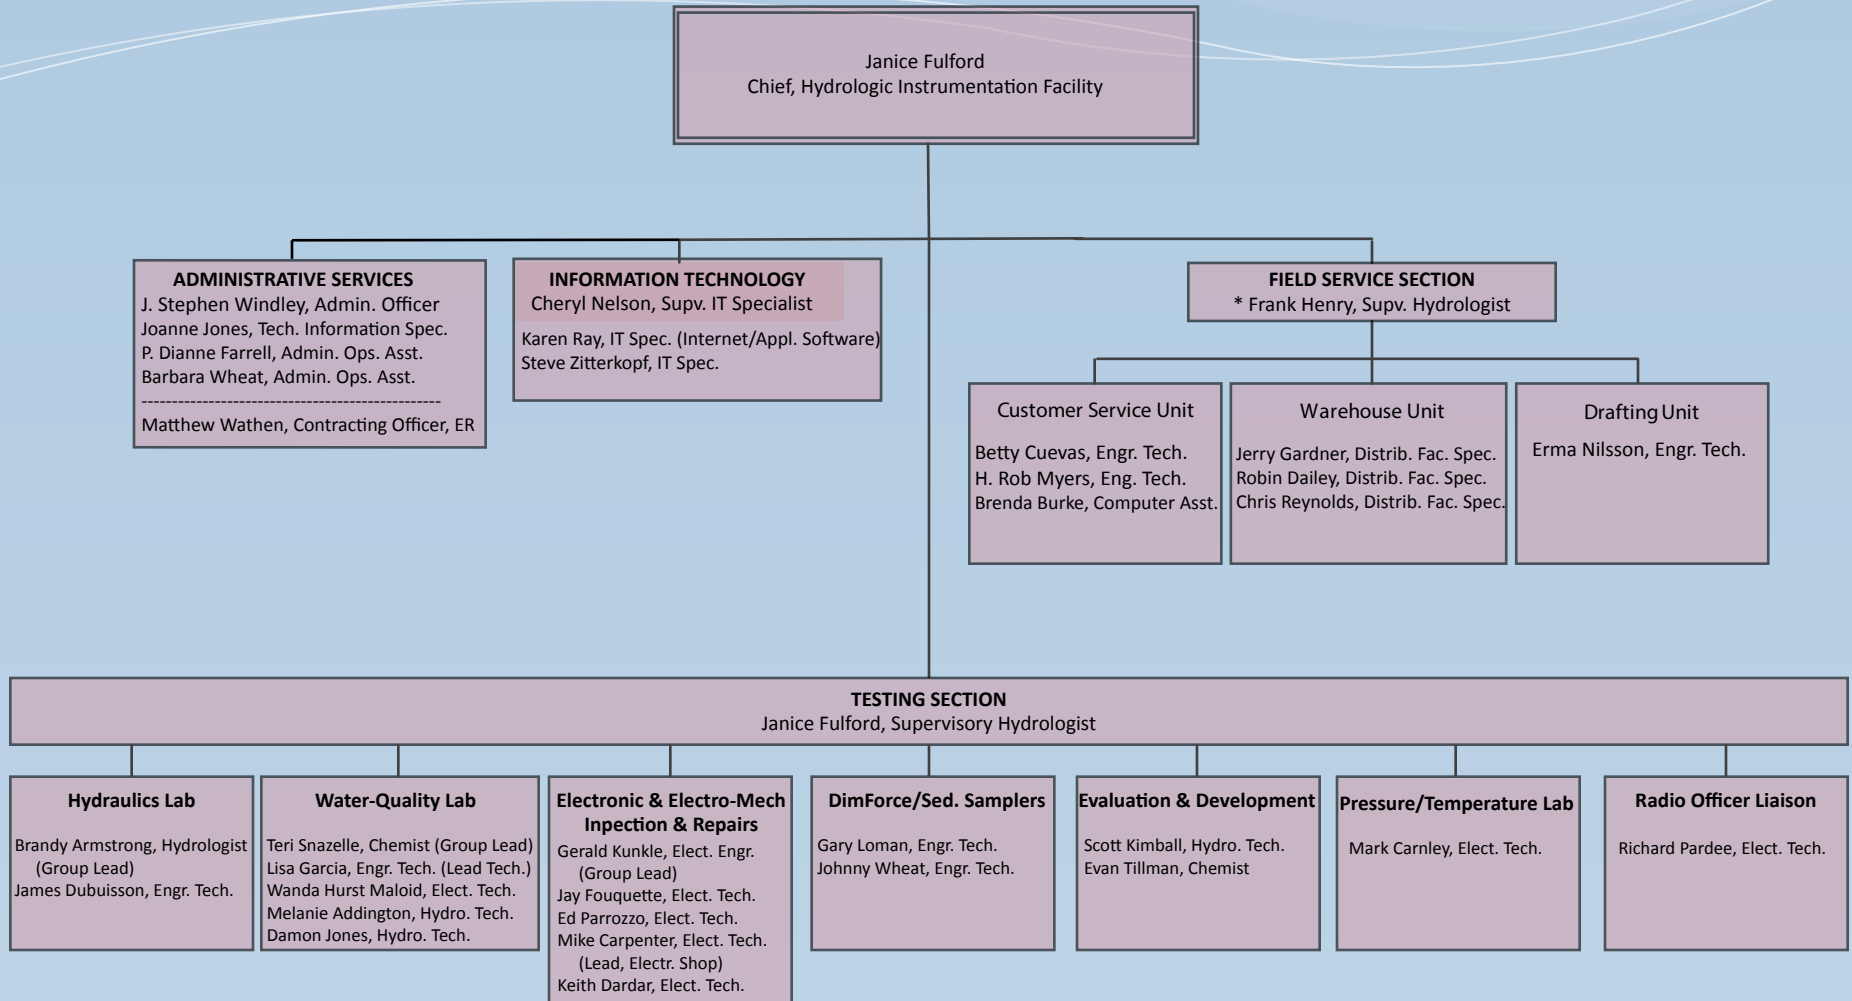 Janice Fulford
Chief, Hydrologic Instrumentation Facility
ADMINISTRATIVE SERVICES
J. Stephen Windley, Admin. Officer
Joanne Jones, Tech. Information Spec.
P. Dianne Farrell, Admin. Ops. Asst.
Barbara Wheat, Admin. Ops. Asst.
-------------------------------------------------
Matthew Wathen, Contracting Officer, ER
INFORMATION TECHNOLOGY
Cheryl Nelson, Supv. IT Specialist
Karen Ray, IT Spec. (Internet/Appl. Software)
Steve Zitterkopf, IT Spec.
FIELD SERVICE SECTION
* Frank Henry, Supv. Hydrologist
Customer Service Unit
Betty Cuevas, Engr. Tech.
H. Rob Myers, Eng. Tech.
Brenda Burke, Computer Asst.
Warehouse Unit
Jerry Gardner, Distrib. Fac. Spec.
Robin Dailey, Distrib. Fac. Spec.
Chris Reynolds, Distrib. Fac. Spec.
Drafting Unit
Erma Nilsson, Engr. Tech.
TESTING SECTION
Janice Fulford, Supervisory Hydrologist
Hydraulics Lab
Brandy Armstrong, Hydrologist
(Group Lead)
James Dubuisson, Engr. Tech.
Water-Quality Lab
Teri Snazelle, Chemist (Group Lead)
Lisa Garcia, Engr. Tech. (Lead Tech.)
Wanda Hurst Maloid, Elect. Tech.
Melanie Addington, Hydro. Tech.
Damon Jones, Hydro. Tech.
Electronic & Electro-Mech
Inpection & Repairs
Gerald Kunkle, Elect. Engr.
(Group Lead)
Jay Fouquette, Elect. Tech.
Ed Parrozzo, Elect. Tech.
Mike Carpenter, Elect. Tech.
(Lead, Electr. Shop)
Keith Dardar, Elect. Tech.
DimForce/Sed. Samplers
Gary Loman, Engr. Tech.
Johnny Wheat, Engr. Tech.
Evaluation & Development
Scott Kimball, Hydro. Tech.
Evan Tillman, Chemist
Pressure/Temperature Lab
Mark Carnley, Elect. Tech.
Radio Officer Liaison
Richard Pardee, Elect. Tech.